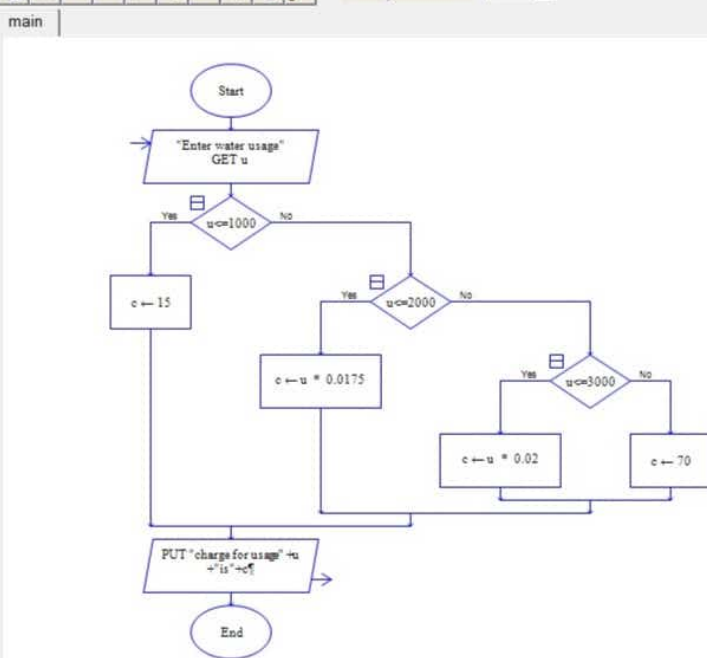 main
Start
"Enter water usage"
GET u
Yes
u<=1000
No
c ← 15
Yes
u<=2000
No
c ← u * 0.0175
Yes
u<=3000
No
c ← u * 0.02
c ← 70
PUT "charge for usage" +u
+"is"+c¶
End